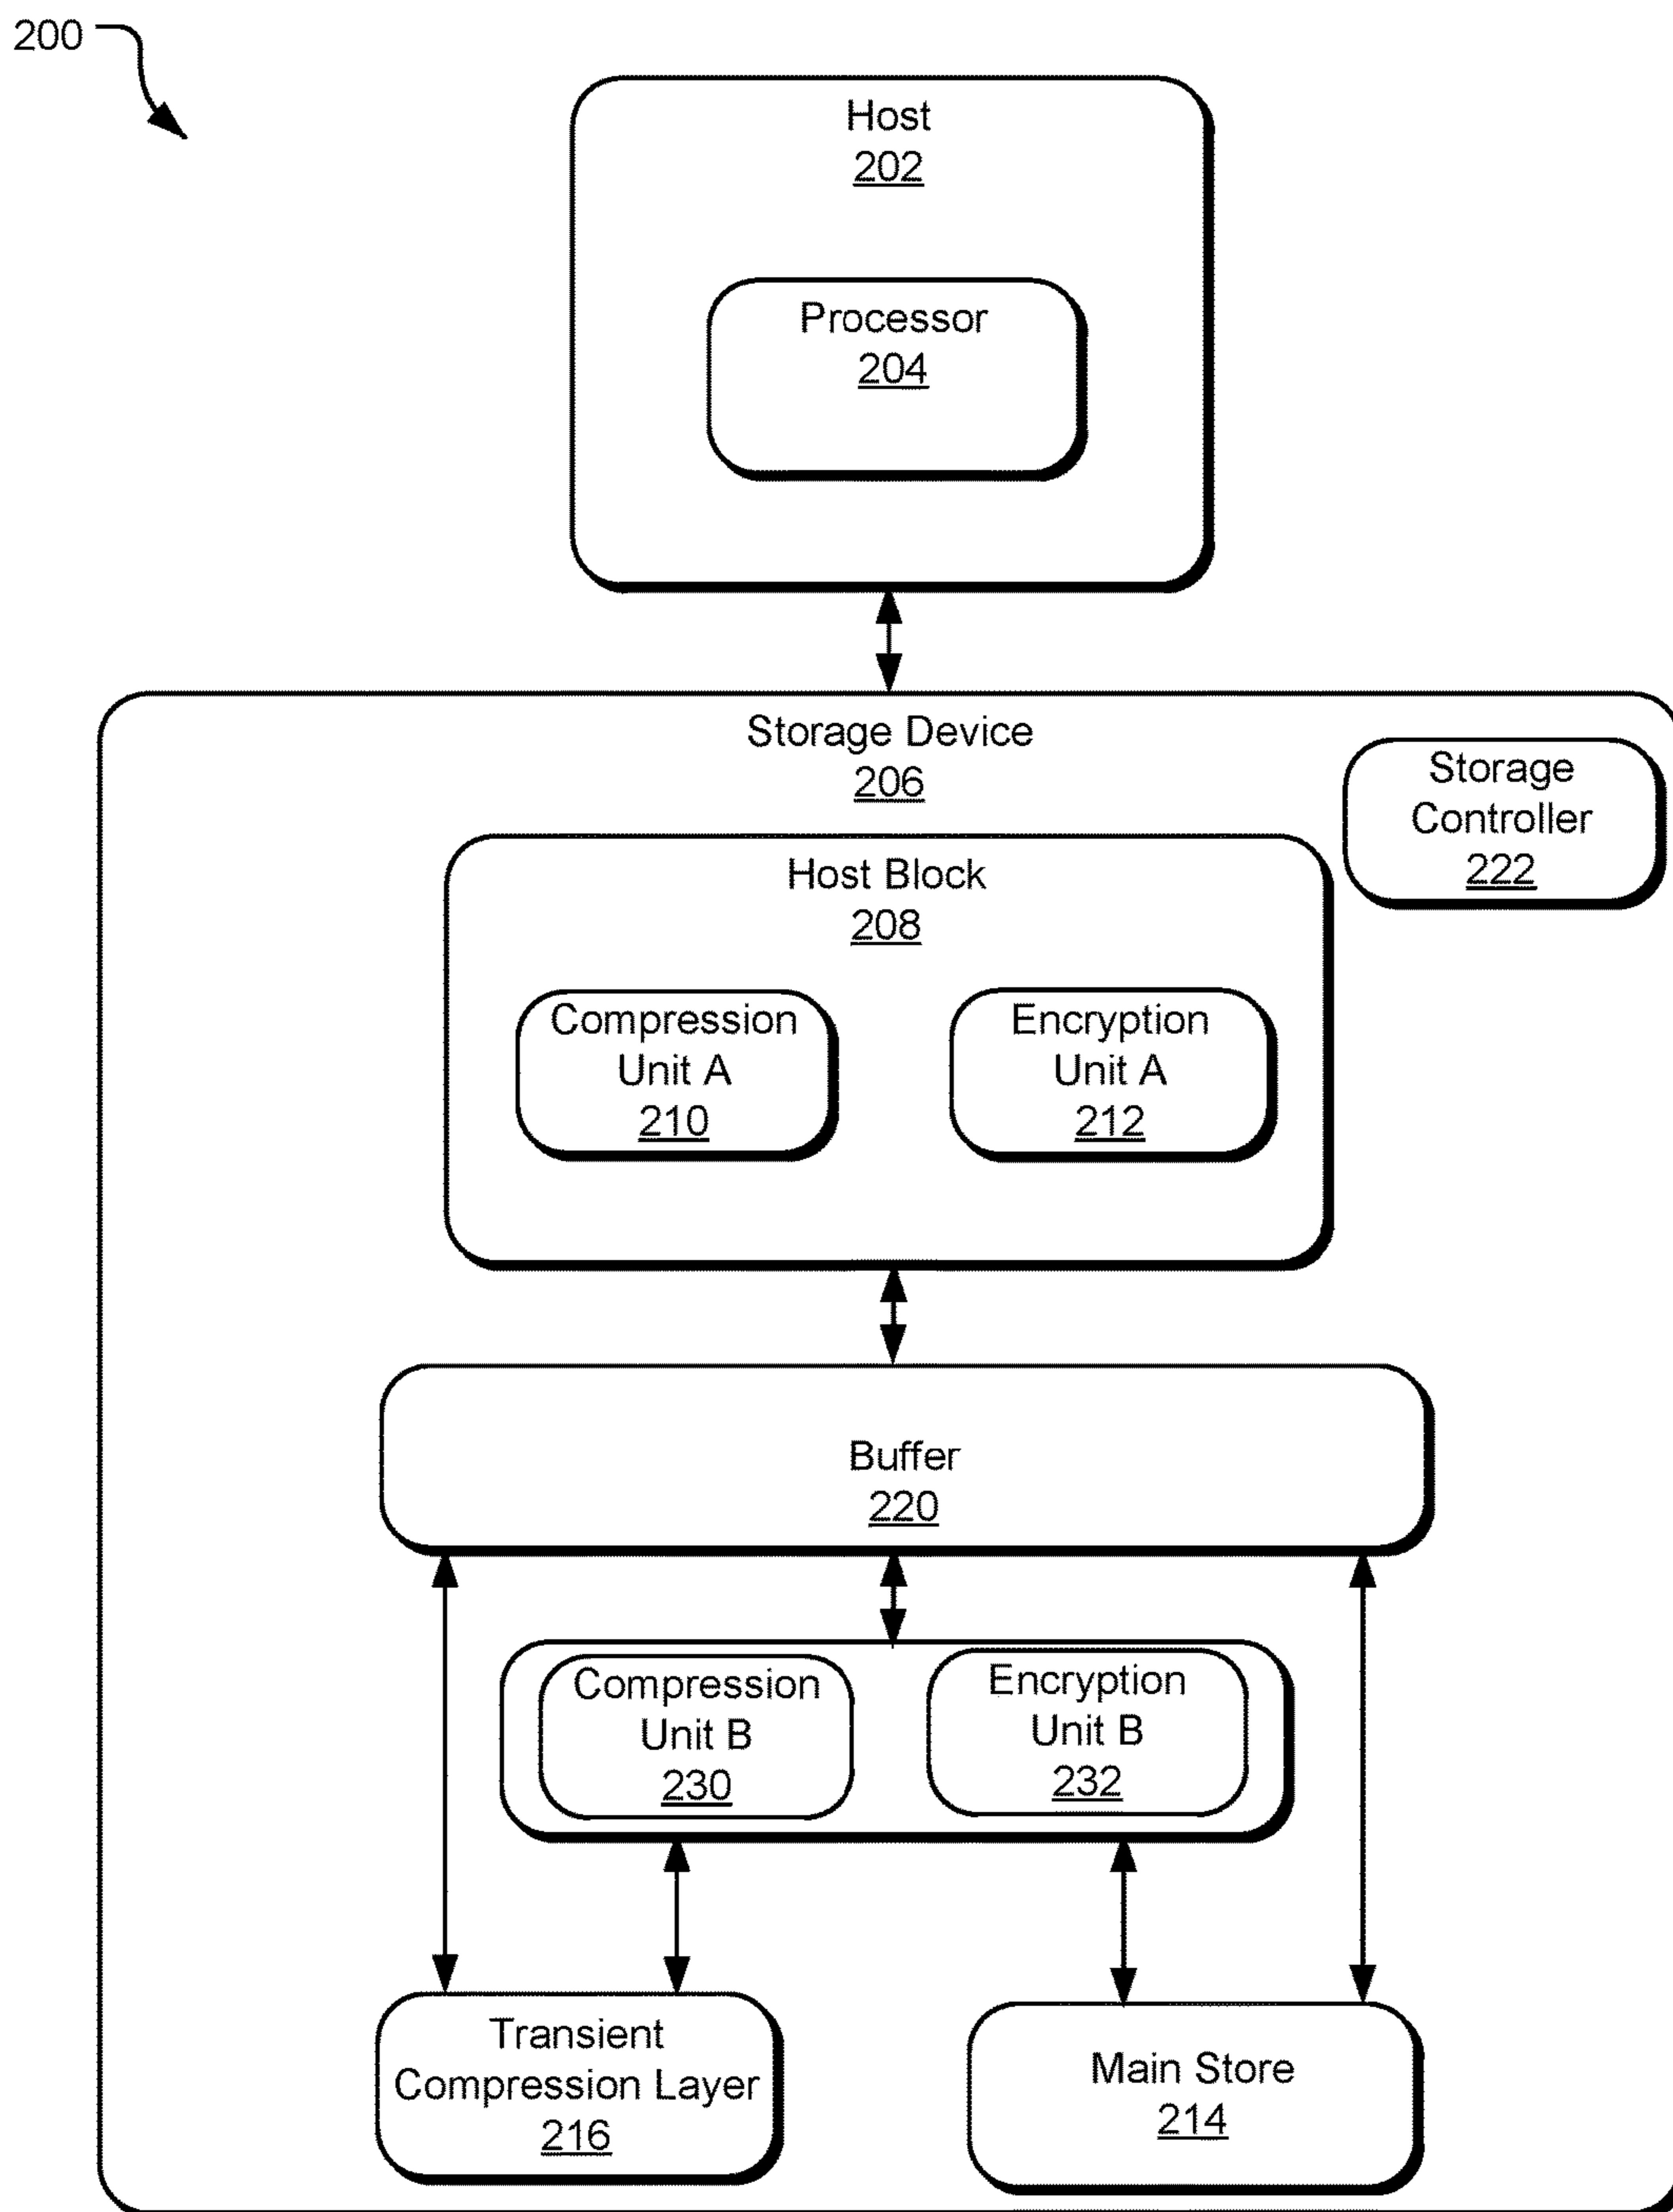 200
Host
202
Processor
204
Storage Device
206
Storage
Controller
222
Host Block
208
Compression
Unit A
210
Encryption
Unit A
212
Buffer
220
Compression
Unit B
230
Encryption
Unit B
232
Transient
Compression Layer
216
Main Store
214